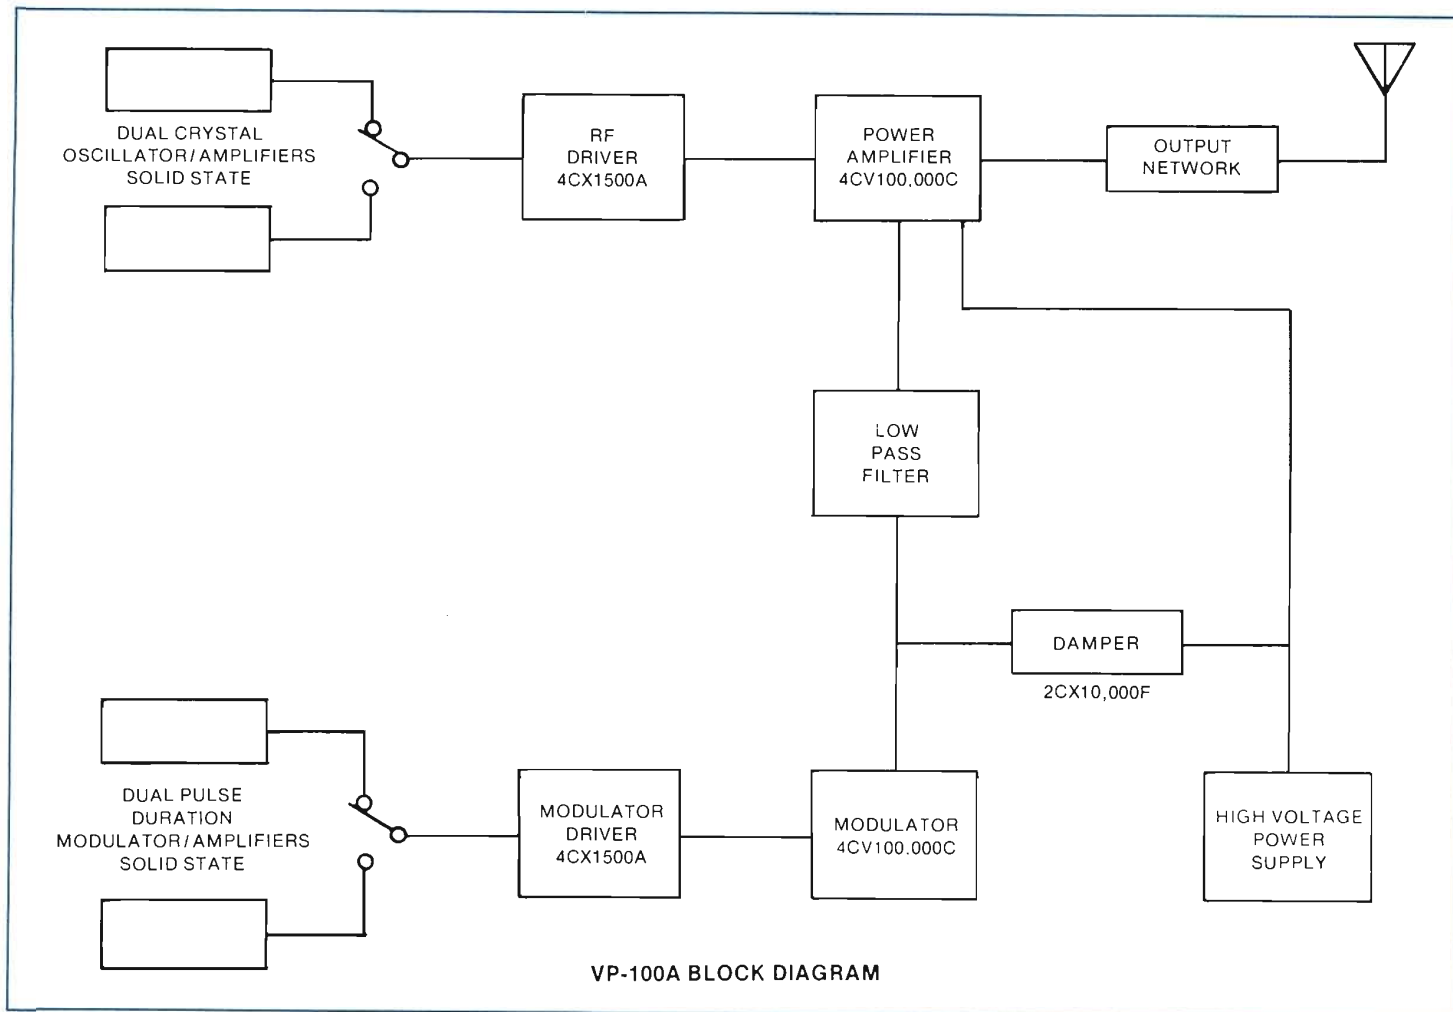 DUAL CRYSTAL
OSCILLATOR/AMPLIFIERS
SOLID STATE
RF
DRIVER
4CX1500A
POWER
AMPLIFIER
4CV100,000C
OUTPUT
NETWORK
LOW
PASS
FILTER
DAMPER
2CX10,000F
DUAL PULSE
DURATION
MODULATOR/AMPLIFIERS
SOLID STATE
MODULATOR
DRIVER
4CX1500A
MODULATOR
4CV100.000C
HIGH VOLTAGE
POWER
SUPPLY
VP-100A BLOCK DIAGRAM